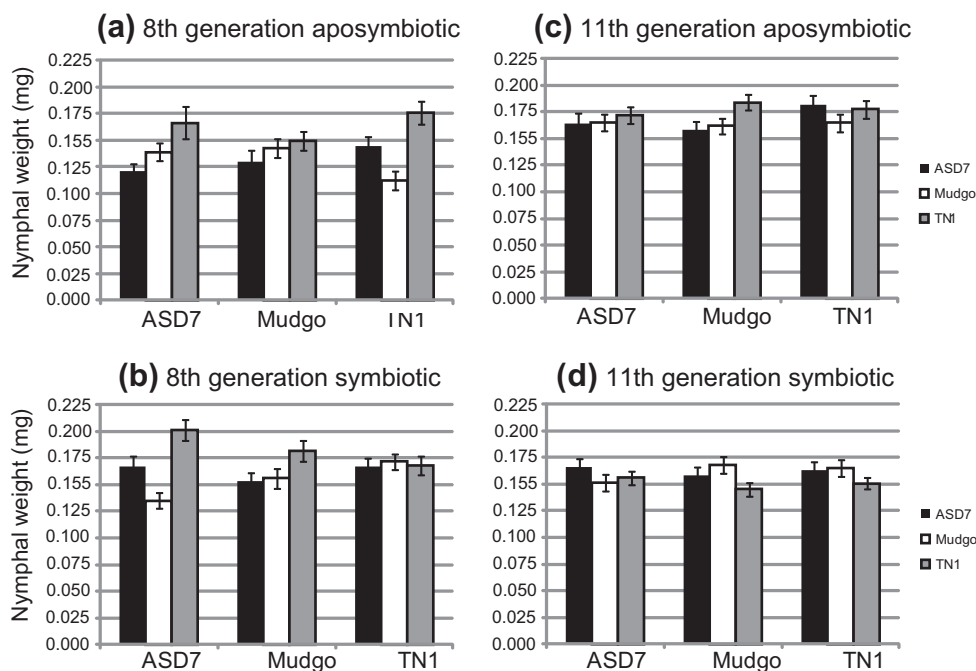 (a) 8th generation aposymbiotic
Nymphal weight (mg)
0.225
0.200
0.175
0.155
0.125
0.100
0.075
0.050
0.025
0.000
ASD7 Mudgo IN1
(c) 11th generation aposymbiotic
0.225
0.200
0.175
0.155
0.125
0.100
0.075
0.050
0.025
0.000
ASD7 Mudgo TN1
ASD7
Mudgo
TN1
(b) 8th generation symbiotic
Nymphal weight (mg)
0.225
0.200
0.175
0.155
0.125
0.100
0.075
0.050
0.025
0.000
ASD7 Mudgo TN1
(d) 11th generation symbiotic
0.225
0.200
0.175
0.155
0.125
0.100
0.075
0.050
0.025
0.000
ASD7 Mudgo TN1
ASD7
Mudgo
TN1